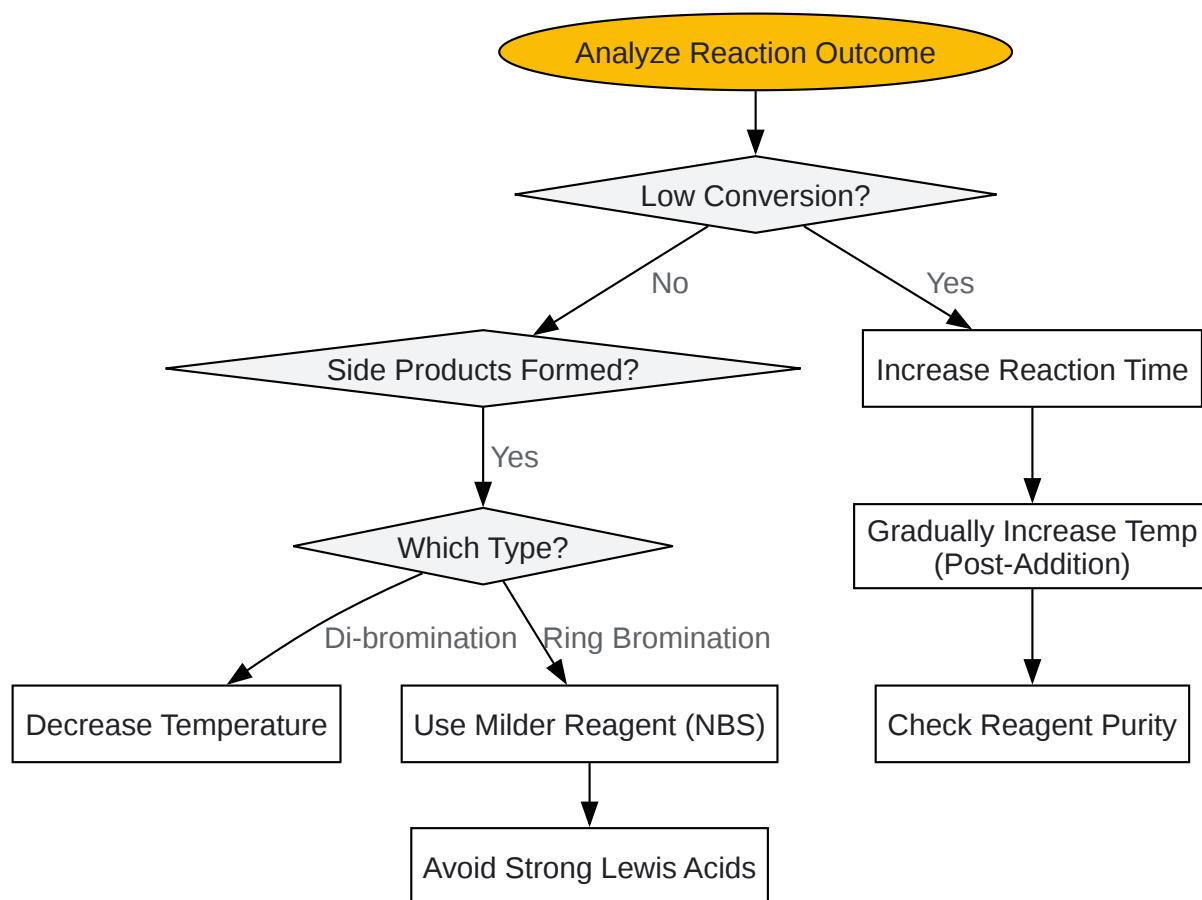 Analyze Reaction Outcome
Low Conversion?
No
Yes
Side Products Formed?
Increase Reaction Time
Yes
Gradually Increase Temp
(Post-Addition)
Which Type?
Di-bromination
Ring Bromination
Decrease Temperature
Use Milder Reagent (NBS)
Check Reagent Purity
Avoid Strong Lewis Acids